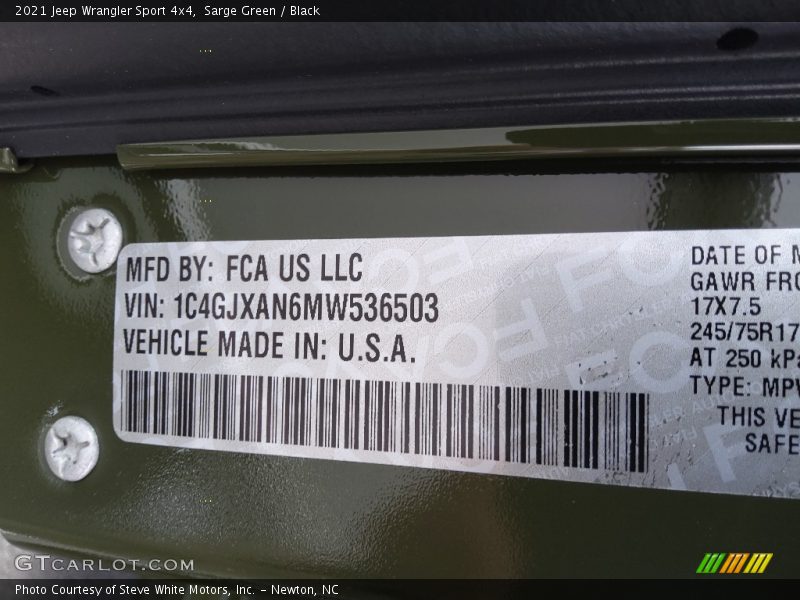 2021 Jeep Wrangler Sport 4x4, Sarge Green / Black
MFD BY: FCA US LLC
VIN: 1C4GJXAN6MW536503
VEHICLE MADE IN: U.S.A.
DATE OF M
GAWR FRO
17X7.5
245/75R17
AT 250 kPa
TYPE: MPV
THIS VE
SAFE
GTCARLOT.COM
Photo Courtesy of Steve White Motors, Inc. – Newton, NC